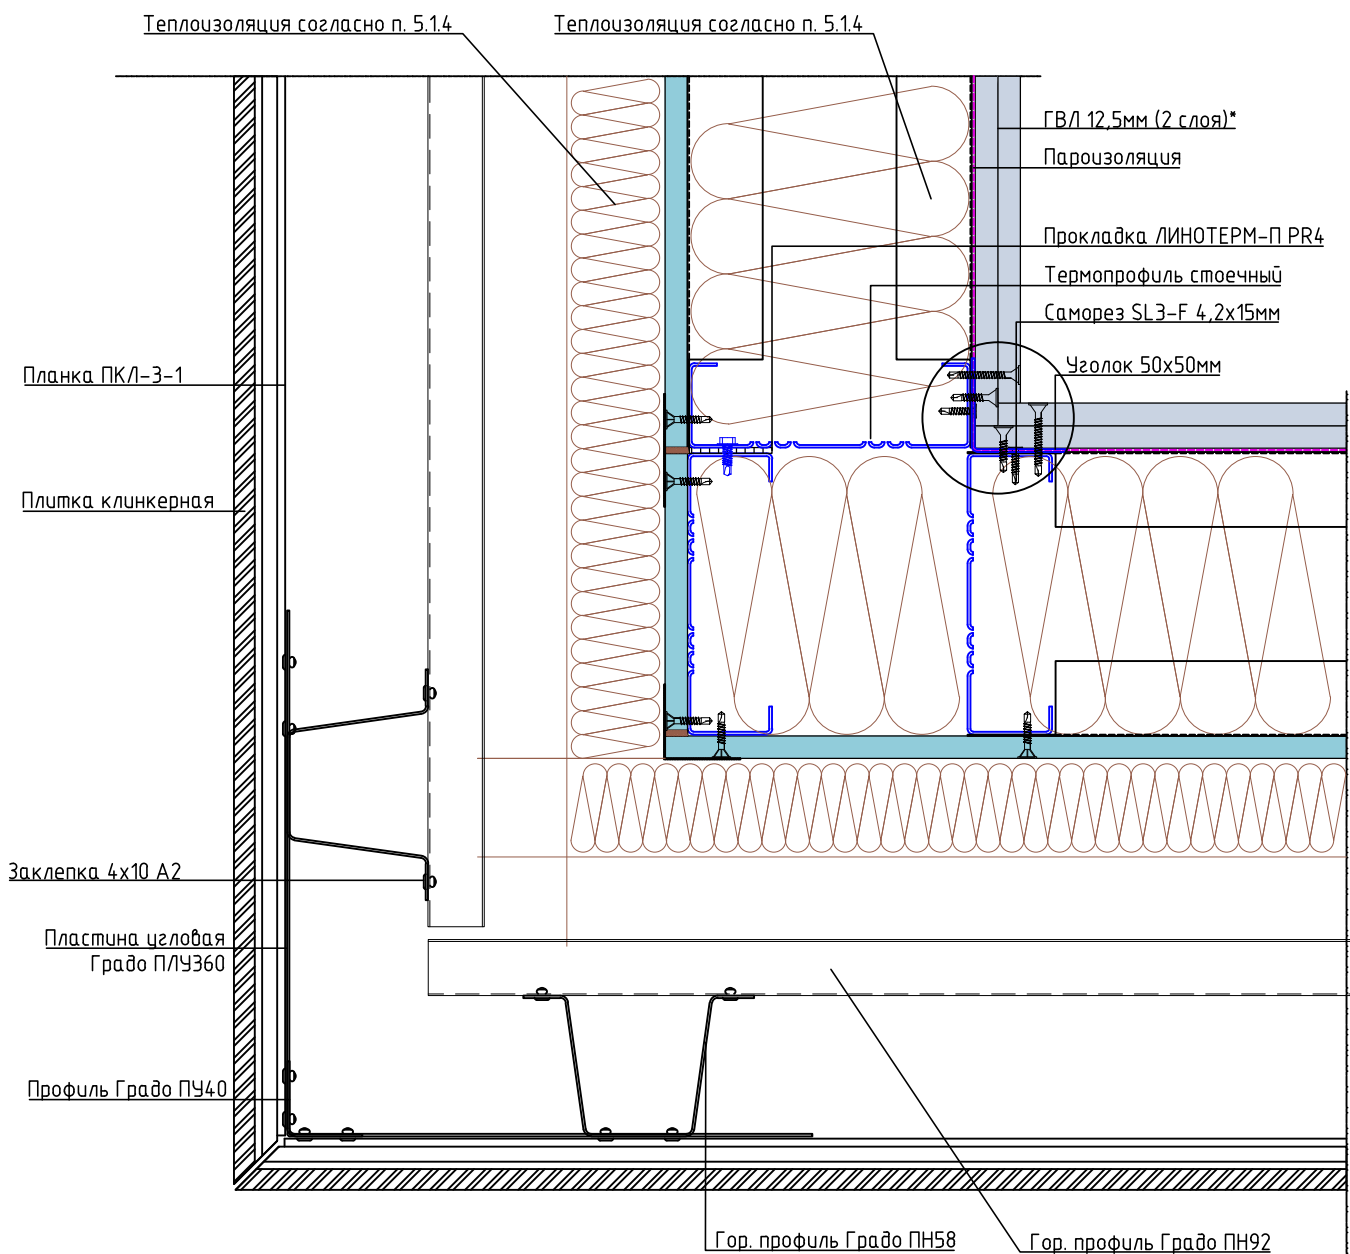 Теплоизоляция согласно п. 5.1.4
Теплоизоляция согласно п. 5.1.4
ГВЛ 12,5мм (2 слоя)*
Пароизоляция
Прокладка ЛИНОТЕРМ-П PR4
Термопрофиль стоечный
Саморез SL3-F 4,2х15мм
Уголок 50х50мм
Планка ПКЛ-3-1
Плитка клинкерная
Заклепка 4х10 А2
Пластина угловая
Градо ПЛУ360
Профиль Градо ПУ40
Гор. профиль Градо ПН58
Гор. профиль Градо ПН92